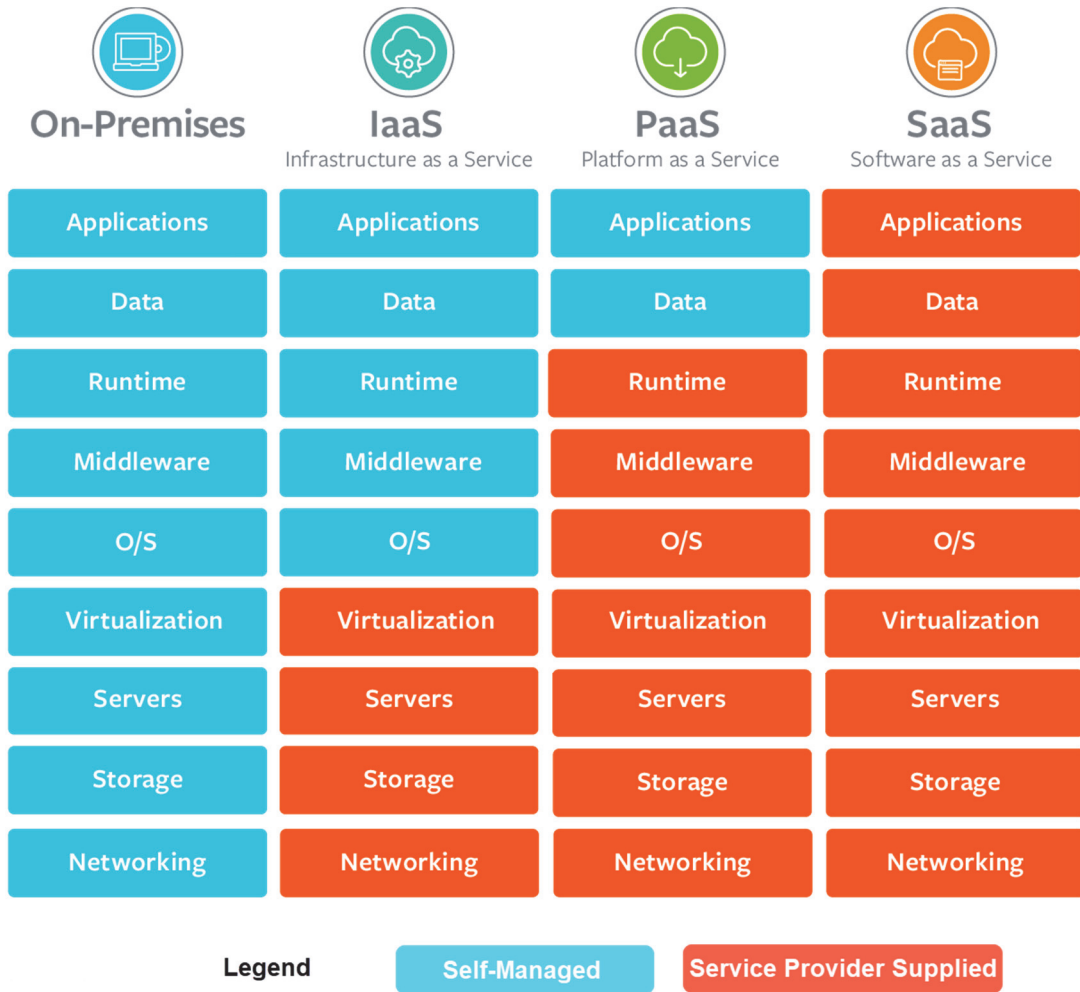 On-Premises IaaS PaaS SaaS
Infrastructure as a Service Platform as a Service Software as a Service
Applications Applications Applications Applications
Data Data Data Data
Runtime Runtime Runtime Runtime
Middleware Middleware Middleware Middleware
O/S O/S O/S O/S
Virtualization Virtualization Virtualization Virtualization
Servers Servers Servers Servers
Storage Storage Storage Storage
Networking Networking Networking Networking
Legend Self-Managed Service Provider Supplied